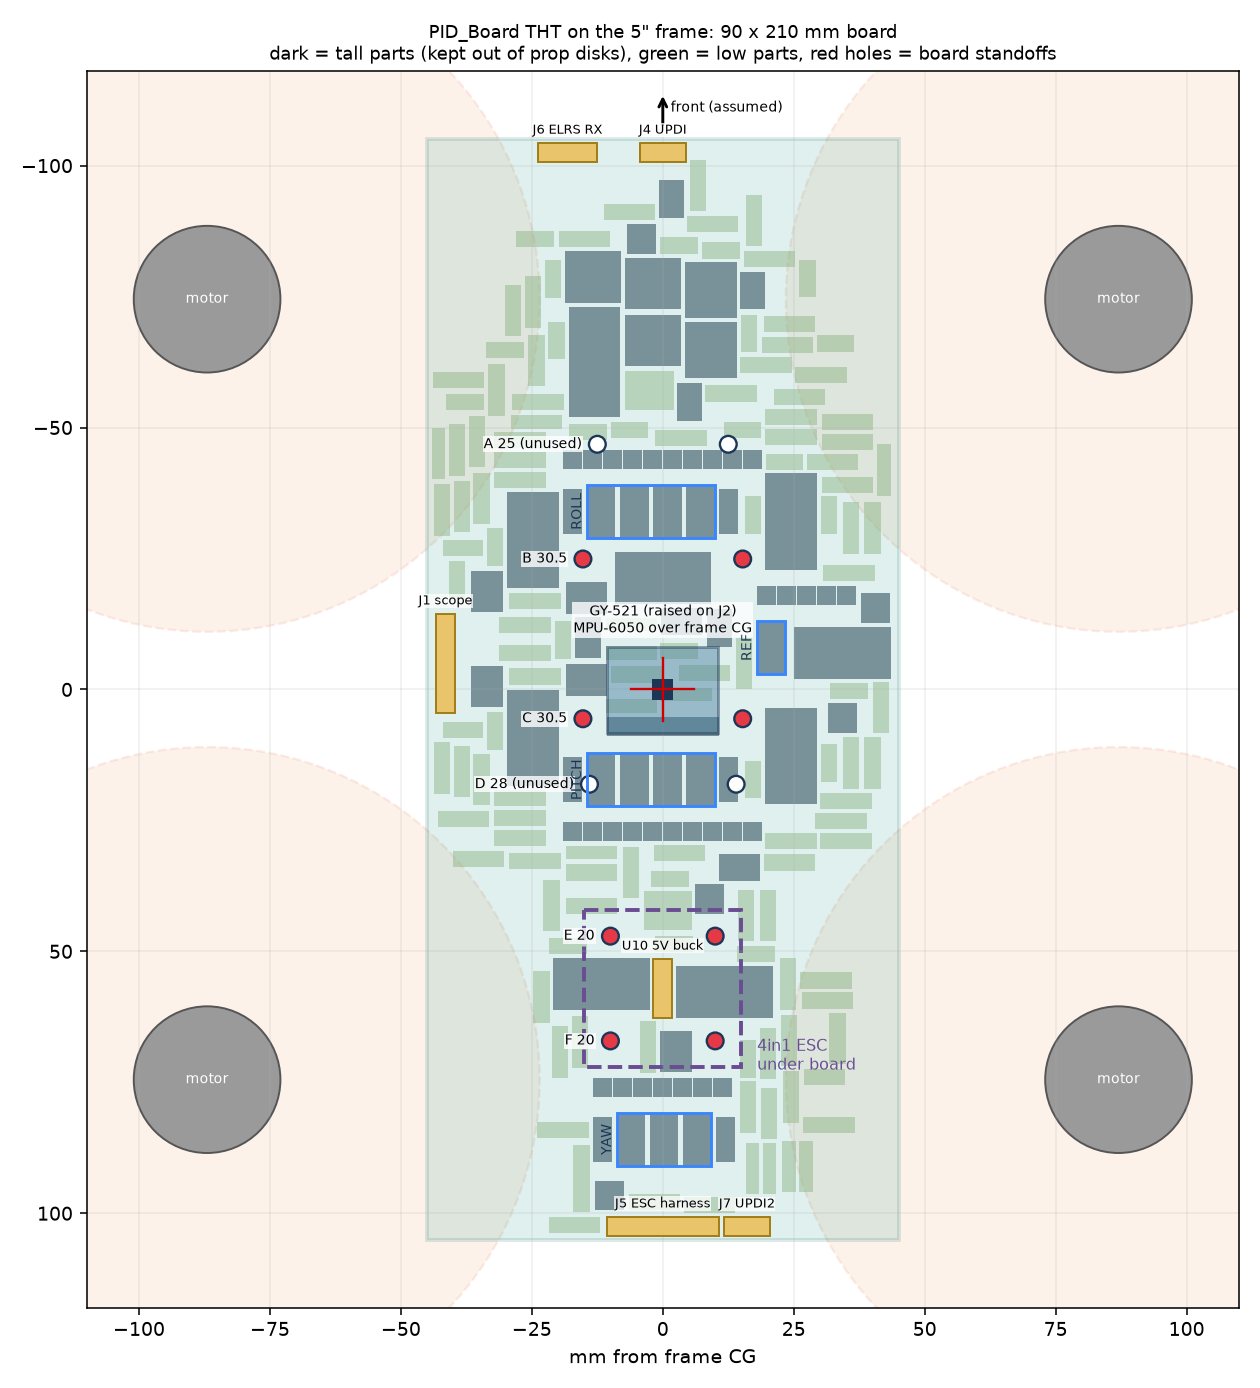 PID_Board THT on the 5" frame: 90 x 210 mm board
dark = tall parts (kept out of prop disks), green = low parts, red holes = board standoffs
front (assumed)
J6 ELRS RX
J4 UPDI
−100
motor
motor
−50
A 25 (unused)
ROLL
B 30.5
J1 scope
GY-521 (raised on J2)
MPU-6050 over frame CG
REF
0
C 30.5
D 28 (unused)
PITCH
E 20
U10 5V buck
50
F 20
4in1 ESC
under board
motor
motor
YAW
J5 ESC harness
J7 UPDI2
100
−100
−75
−50
−25
0
25
50
75
100
mm from frame CG